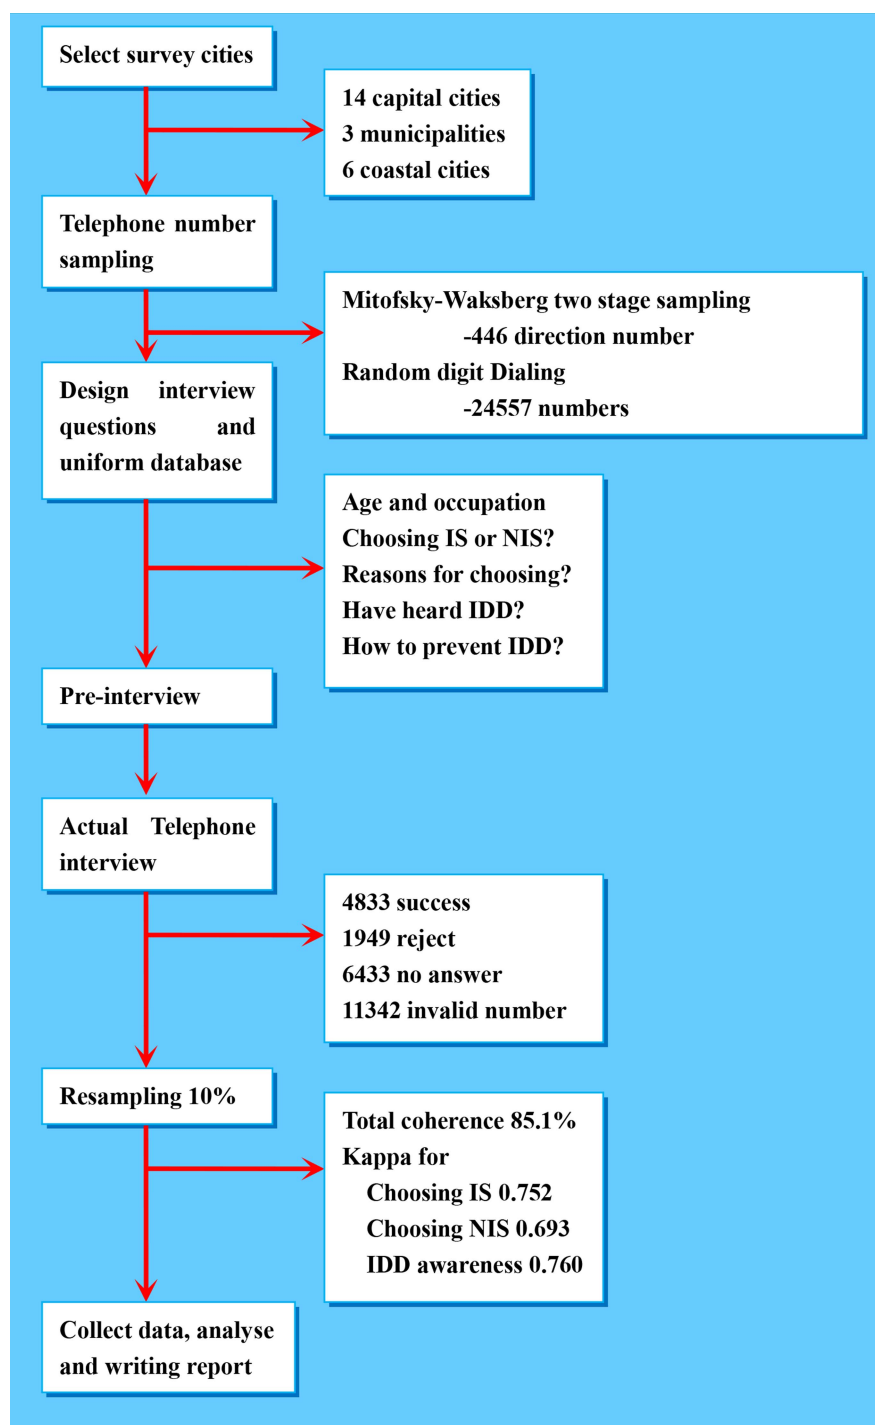 Select survey cities
14 capital cities
3 municipalities
6 coastal cities
Telephone number
sampling
Mitofsky-Waksberg two stage sampling
-446 direction number
Random digit Dialing
-24557 numbers
Design interview
questions and
uniform database
Age and occupation
Choosing IS or NIS?
Reasons for choosing?
Have heard IDD?
How to prevent IDD?
Pre-interview
Actual Telephone
interview
4833 success
1949 reject
6433 no answer
11342 invalid number
Resampling 10%
Total coherence 85.1%
Kappa for
Choosing IS 0.752
Choosing NIS 0.693
IDD awareness 0.760
Collect data, analyse
and writing report